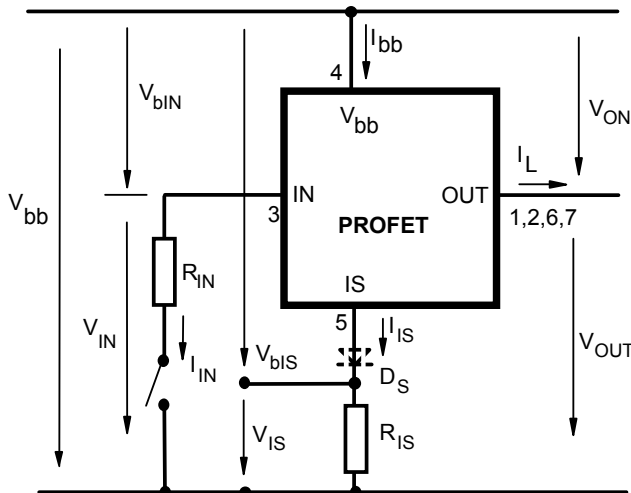 I_bb
4
V_bIN
V_bb
V_ON
I_L
IN
OUT
V_bb
3
PROFET
1,2,6,7
R_IN
IS
5
I_IS
V_IN
V_OUT
I_IN
V_bIS
D_S
V_IS
R_IS